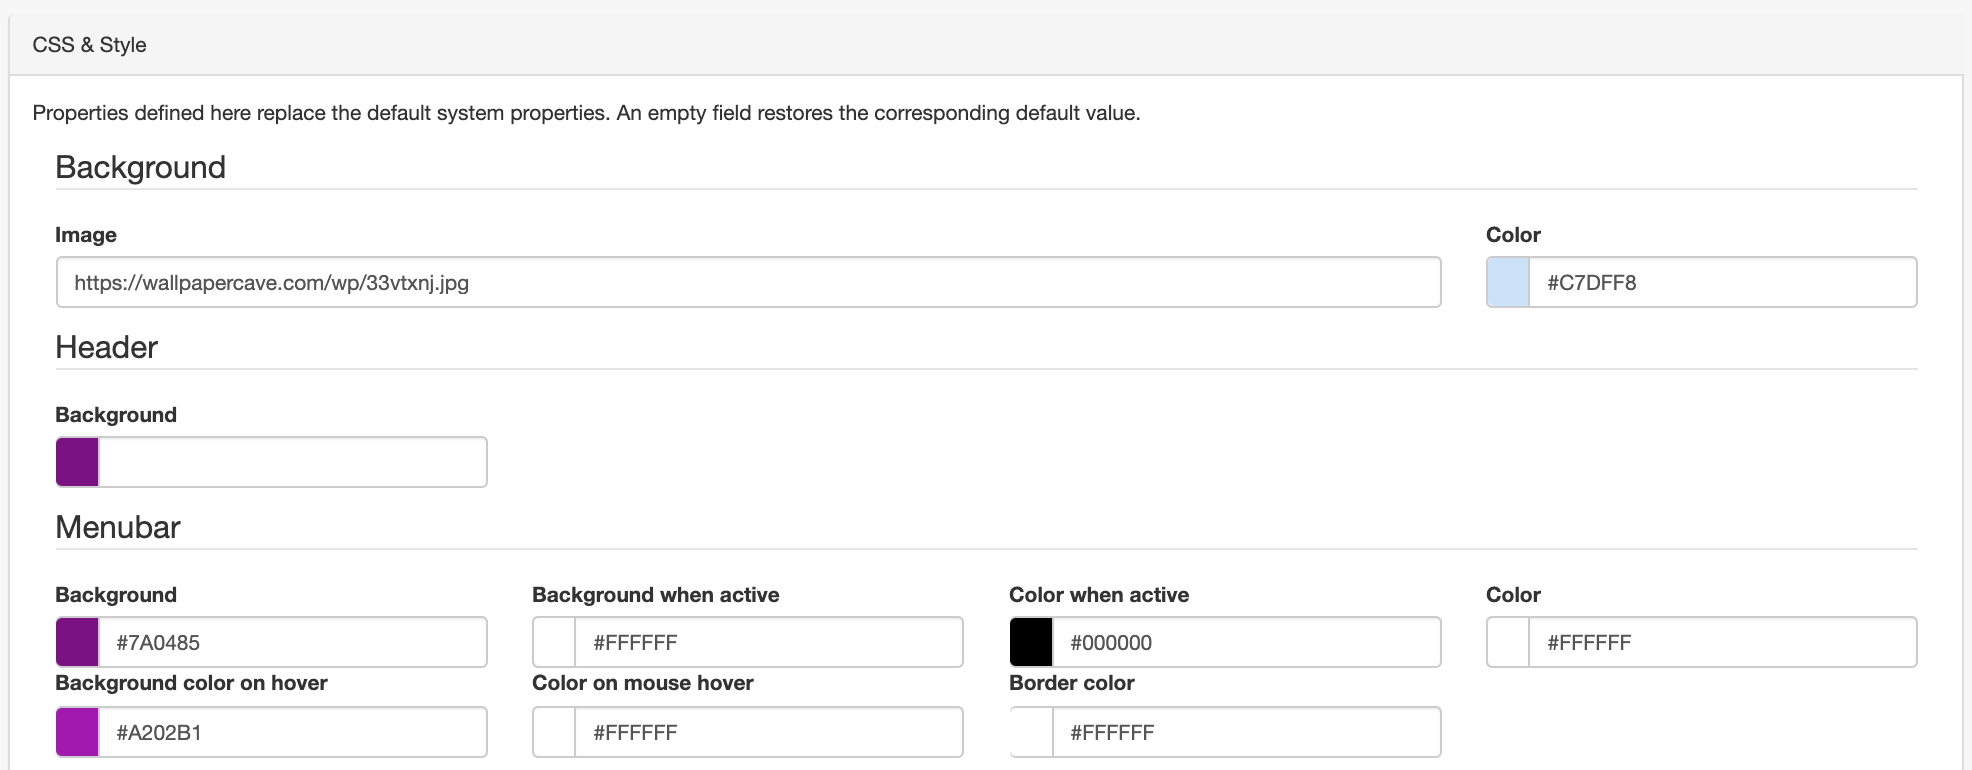 CSS & Style
Properties defined here replace the default system properties. An empty field restores the corresponding default value.
Background
Image
Color
https://wallpapercave.com/wp/33vtxnj.jpg
#C7DFF8
Header
Background
Menubar
Background
Background when active
Color when active
Color
#7A0485
#FFFFFF
#000000
#FFFFFF
Background color on hover
Color on mouse hover
Border color
#A202B1
#FFFFFF
#FFFFFF